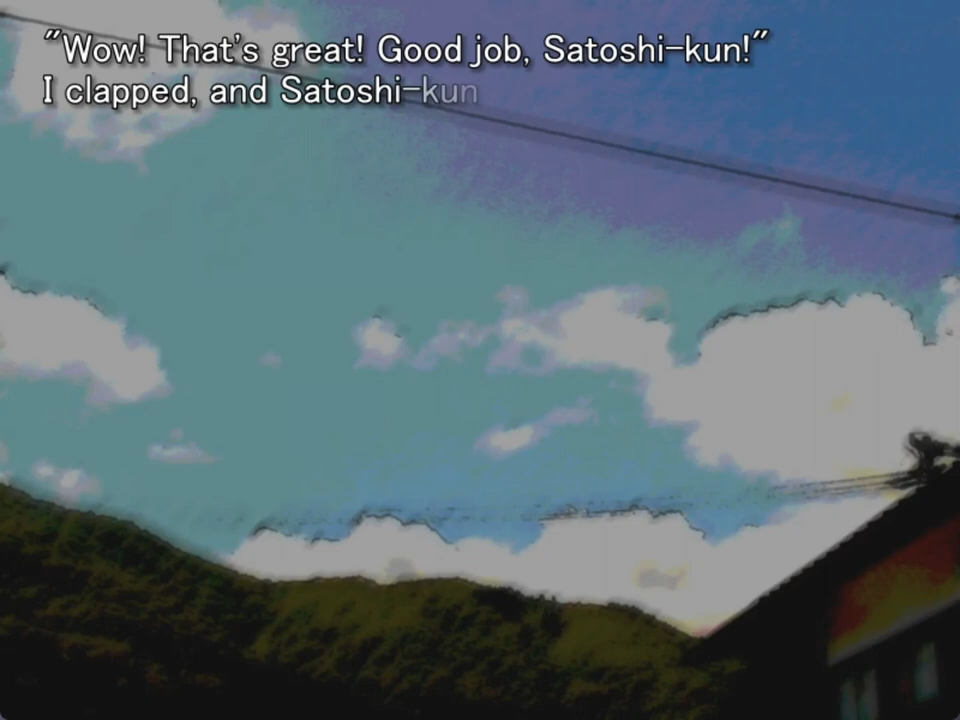 "Wow! That's great! Good job, Satoshi-kun!"
I clapped, and Satoshi-kun